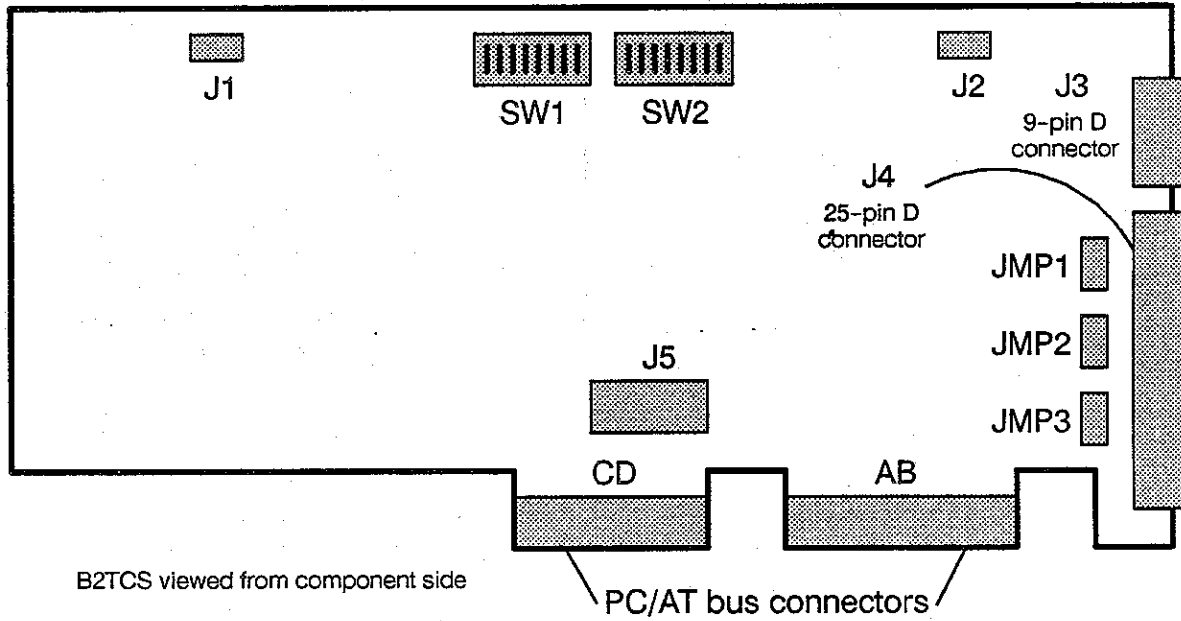 J1
SW1
SW2
J2
J3
9-pin D
connector
J4
25-pin D
connector
JMP1
JMP2
JMP3
J5
CD
AB
B2TCS viewed from component side
PC/AT bus connectors